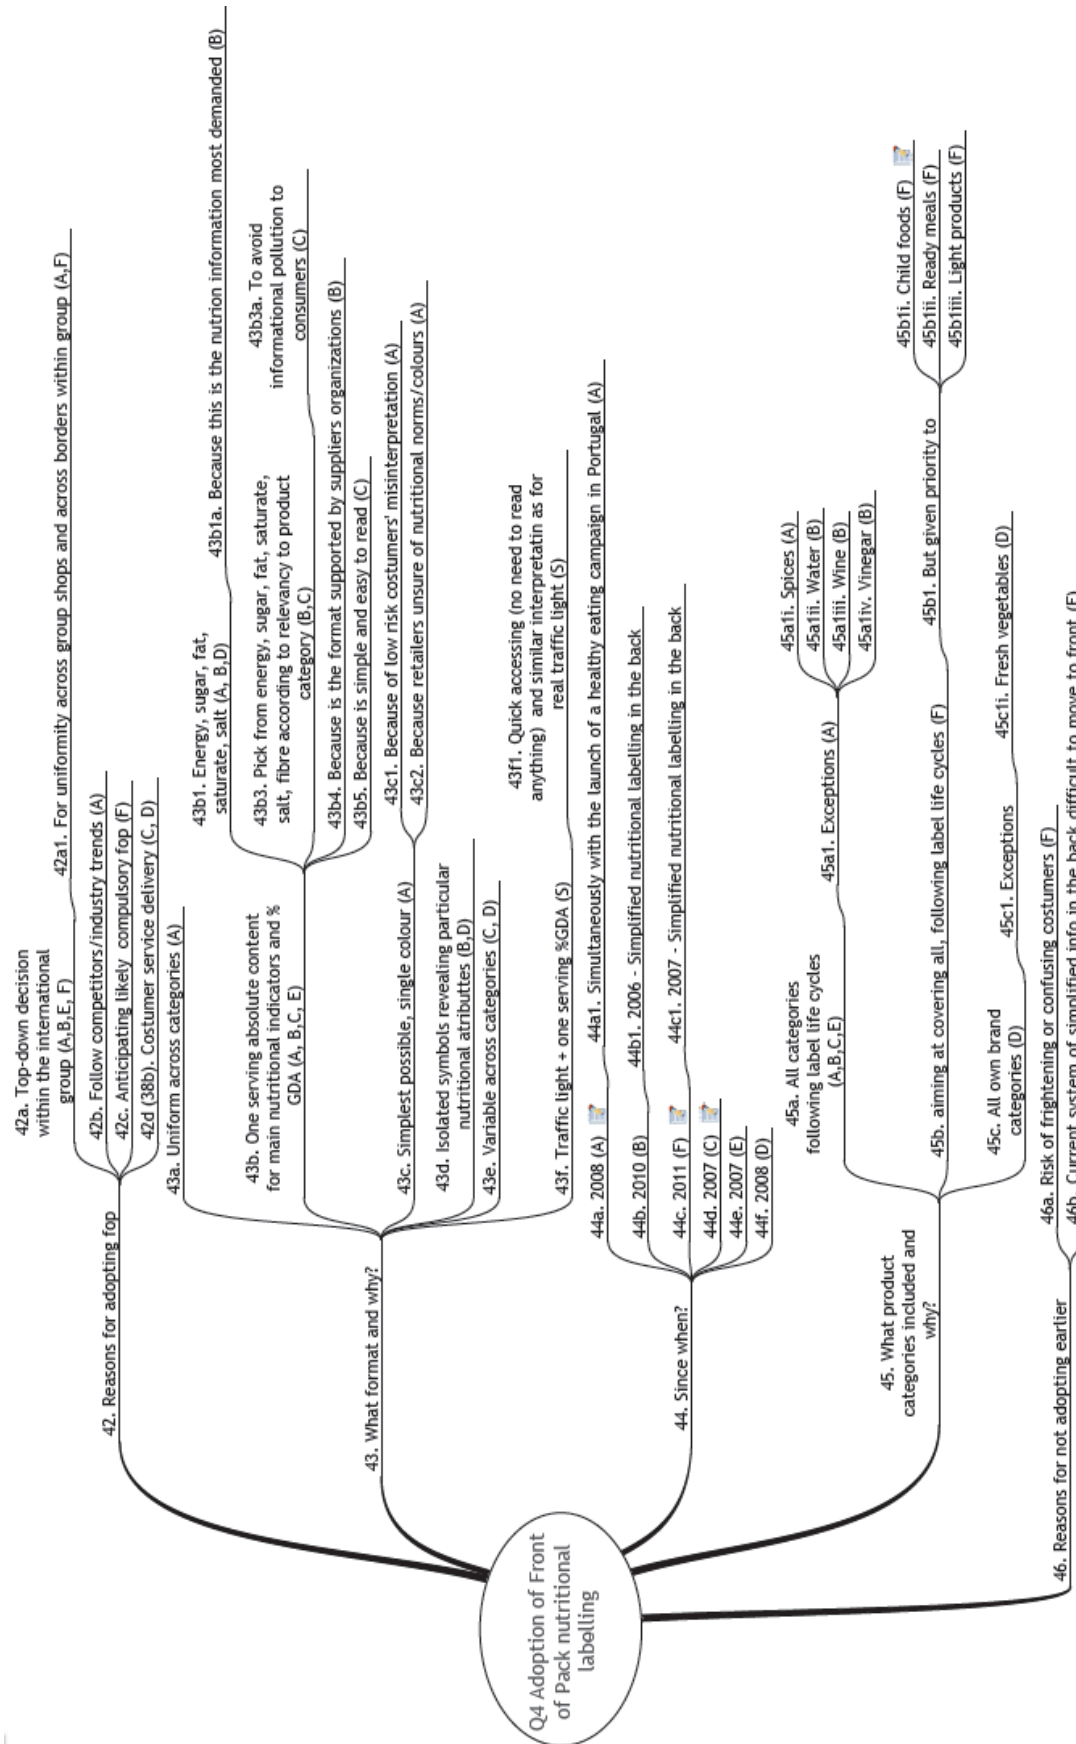 Q4 Adoption of Front
of Pack nutritional
labelling
42. Reasons for adopting fop
42a. Top-down decision
within the international
group (A,B,E, F)
42a1. For uniformity across group shops and across borders within group (A,F)
42b. Follow competitors/industry trends (A)
42c. Anticipating likely compulsory fop (F)
42d (38b). Costumer service delivery (C, D)
43. What format and why?
43a. Uniform across categories (A)
43b. One serving absolute content
for main nutritional indicators and %
GDA (A, B,C, E)
43b1. Energy, sugar, fat,
saturate, salt (A, B,D)
43b1a. Because this is the nutrion information most demanded (B)
43b3. Pick from energy, sugar, fat, saturate,
salt, fibre according to relevancy to product
category (B,C)
43b3a. To avoid
informational pollution to
consumers (C)
43b4. Because is the format supported by suppliers organizations (B)
43b5. Because is simple and easy to read (C)
43c. Simplest possible, single colour (A)
43c1. Because of low risk costumers' misinterpretation (A)
43c2. Because retailers unsure of nutritional norms/colours (A)
43d. Isolated symbols revealing particular
nutritional atributtes (B,D)
43e. Variable across categories (C, D)
43f. Traffic light + one serving %GDA (S)
43f1. Quick accessing (no need to read
anything) and similar interpretatin as for
real traffic light (S)
44. Since when?
44a. 2008 (A)
44a1. Simultaneously with the launch of a healthy eating campaign in Portugal (A)
44b. 2010 (B)
44b1. 2006 - Simplified nutritional labelling in the back
44c. 2011 (F)
44c1. 2007 - Simplified nutritional labelling in the back
44d. 2007 (C)
44e. 2007 (E)
44f. 2008 (D)
45. What product
categories included and
why?
45a. All categories
following label life cycles
(A,B,C,E)
45a1. Exceptions (A)
45a1i. Spices (A)
45a1ii. Water (B)
45a1iii. Wine (B)
45a1iv. Vinegar (B)
45b. aiming at covering all, following label life cycles (F)
45b1. But given priority to
45b1i. Child foods (F)
45b1ii. Ready meals (F)
45b1iii. Light products (F)
45c. All own brand
categories (D)
45c1. Exceptions
45c1i. Fresh vegetables (D)
46. Reasons for not adopting earlier
46a. Risk of frightening or confusing costumers (F)
46b. Current system of simplified info in the back difficult to move to front (F)